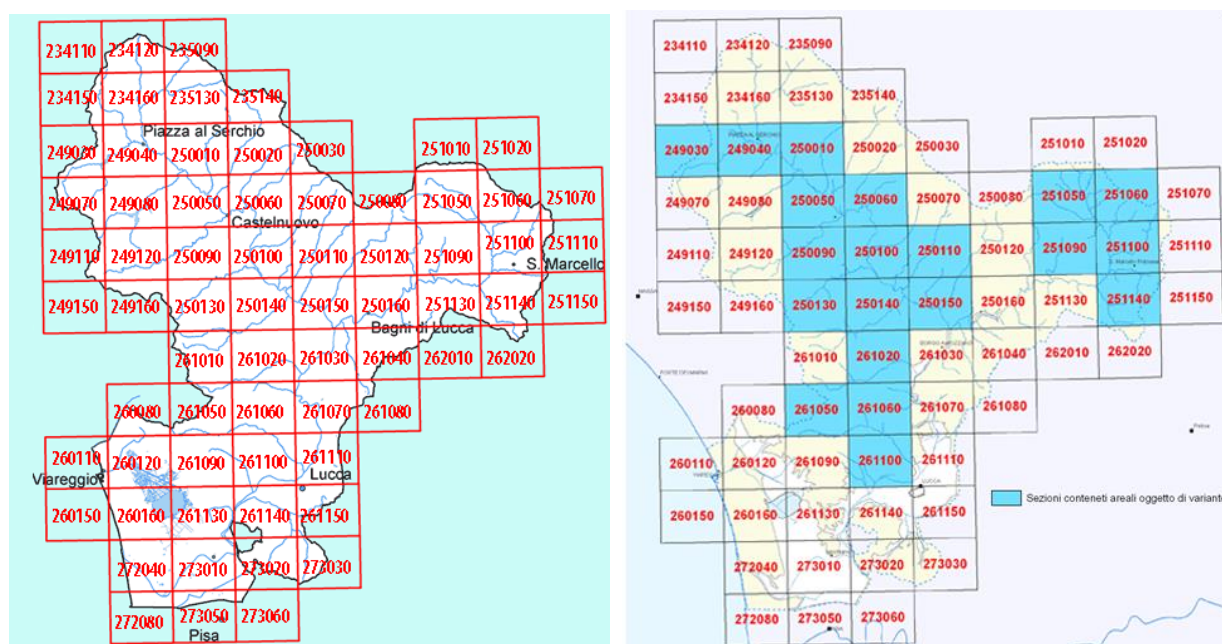 234110 234120 235090
234150 234160 235130 235140
Piazza al Serchio
249030 249040 250010 250020 250030 251010 251020
249070 249080 250050 250060 250070 250080 251050 251060 251070
Castelnuovo
249110 249120 250090 250100 250110 250120 251090 251100 251110
S. Marcello
249150 249160 250130 250140 250150 250160 251130 251140 251150
Bagni di Lucca
261010 261020 261030 261040 262010 262020
260080 261050 261060 261070 261080
260110 260120 261090 261100 261110
Viareggio Lucca
260150 260160 261130 261140 261150
272040 273010 273020 273030
272080 273050 273060
Pisa
234110 234120 235090
234150 234160 235130 235140
PIAZZA AL SERCHIO
249030 249040 250010 250020 250030 251010 251020
249070 249080 250050 250060 250070 250080 251050 251060 251070
249110 249120 250090 250100 250110 250120 251090 251100 251110
249150 249160 250130 250140 250150 250160 251130 251140 251150
261010 261020 261030 261040 262010 262020
260080 261050 261060 261070 261080
260110 260120 261090 261100 261110
LUCCA
Sezioni conteneti areali oggetto di variante
260150 260160 261130 261140 261150
272040 273010 273020 273030
272080 273050 273060